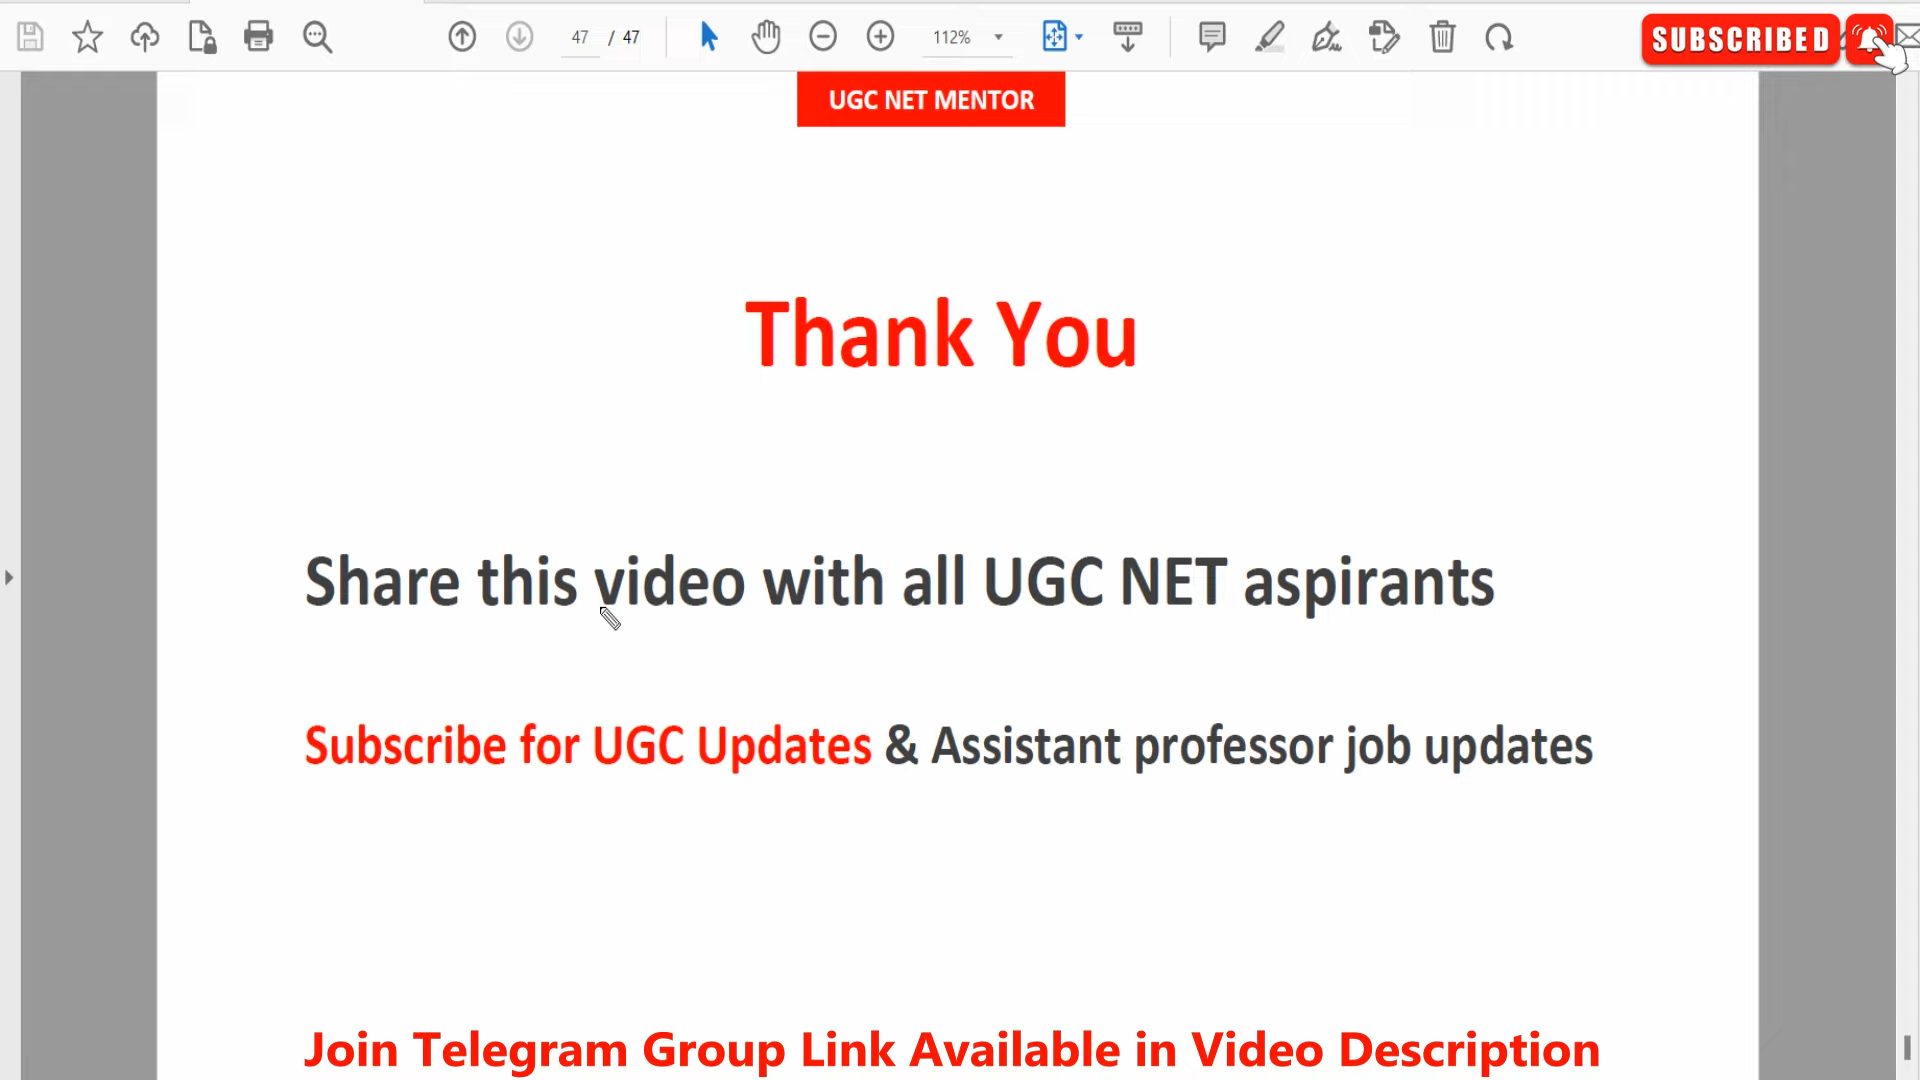 47 / 47
112%
SUBSCRIBED
UGC NET MENTOR
Thank You
Share this video with all UGC NET aspirants
Subscribe for UGC Updates & Assistant professor job updates
Join Telegram Group Link Available in Video Description